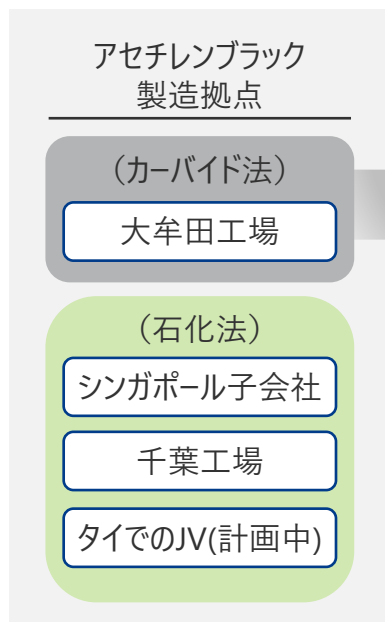 アセチレンブラック
製造拠点
（カーバイド法）
大牟田工場
（石化法）
シンガポール子会社
千葉工場
タイでのJV(計画中)